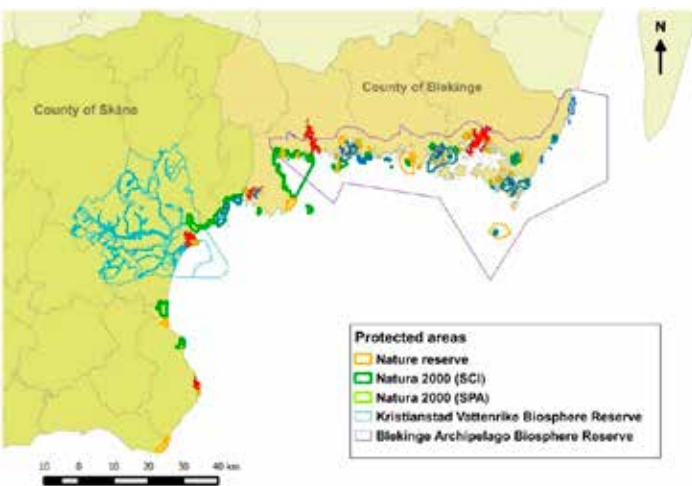 N
County of Blekinge
County of Skåne
Protected areas
Nature reserve
Natura 2000 (SCI)
Natura 2000 (SPA)
Kristianstad Vattenrike Biosphere Reserve
Blekinge Archipelago Biosphere Reserve
10 0 10 20 30 40 km